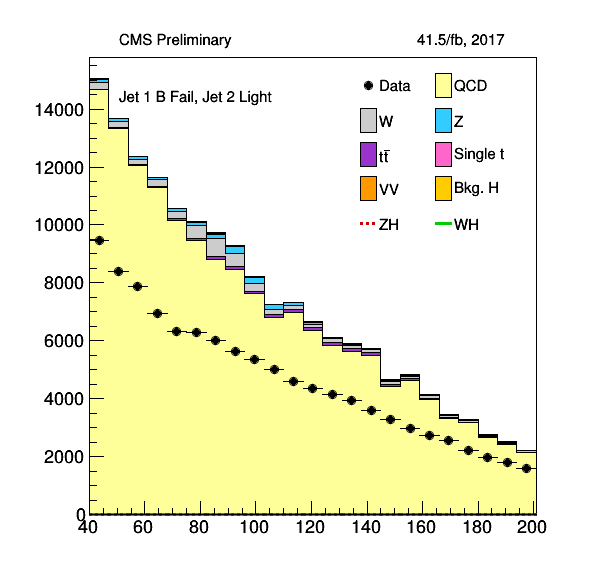 CMS Preliminary 41.5/fb, 2017
Jet 1 B Fail, Jet 2 Light
Data QCD
W Z
tt̅ Single t
VV Bkg. H
ZH WH
14000
12000
10000
8000
6000
4000
2000
0
40 60 80 100 120 140 160 180 200